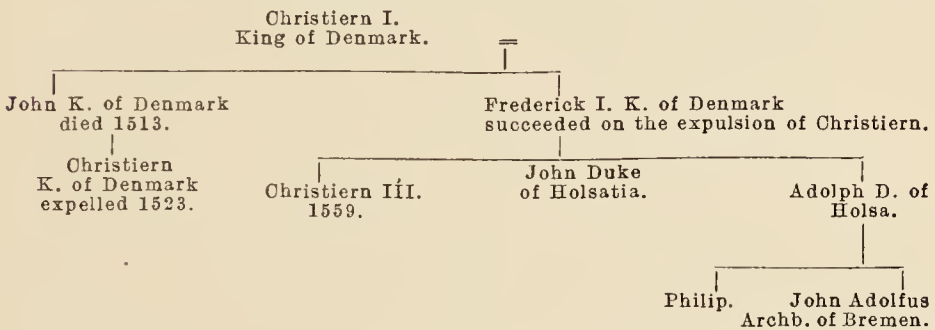 Christiern I.
King of Denmark.
=
John K. of Denmark
died 1513.
Frederick I. K. of Denmark
succeeded on the expulsion of Christiern.
Christiern
K. of Denmark
expelled 1523.
Christiern III.
1559.
John Duke
of Holsatia.
Adolph D. of
Holsa.
Philip.
John Adolfus
Archb. of Bremen.